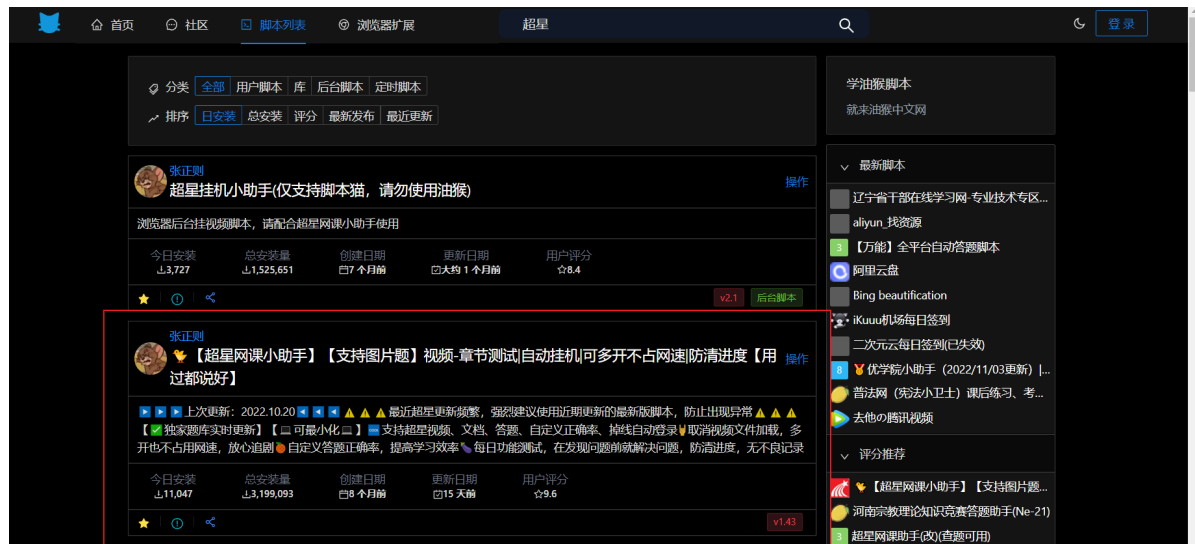 首页 社区 脚本列表 浏览器扩展 超星 登录
分类 全部 用户脚本 库 后台脚本 定时脚本
排序 日安装 总安装 评分 最新发布 最近更新
张正则
超星挂机小助手(仅支持脚本猫，请勿使用油猴)
操作
浏览器后台挂视频脚本，请配合超星网课小助手使用
今日安装 总安装量 创建日期 更新日期 用户评分
3,727 1,525,651 7 个月前 大约 1 个月前 8.4
v2.1 后台脚本
张正则
🐤【超星网课小助手】【支持图片题】视频-章节测试|自动挂机|可多开不占网速|防清进度【用
过都说好】
操作
▶️▶️▶️上次更新：2022.10.20◀️◀️◀️⚠️⚠️⚠️最近超星更新频繁，强烈建议使用近期更新的最新版脚本，防止出现异常⚠️⚠️⚠️
【✅独家题库实时更新】【💻可最小化💻】🆕支持超星视频、文档、答题、自定义正确率、掉线自动登录🏅取消视频文件加载，多
开也不占用网速，放心追剧🍅自定义答题正确率，提高学习效率🍆每日功能测试，在发现问题前就解决问题，防清进度，无不良记录
今日安装 总安装量 创建日期 更新日期 用户评分
11,047 3,199,093 8 个月前 15 天前 9.6
v1.43
学油猴脚本
就来油猴中文网
最新脚本
辽宁省干部在线学习网-专业技术专区...
aliyun_找资源
3 【万能】全平台自动答题脚本
阿里云盘
Bing beautification
iKuuu机场每日签到
二次元云每日签到(已失效)
8 🏅优学院小助手（2022/11/03更新）|...
普法网（宪法小卫士）课后练习、考...
去他の腾讯视频
评分推荐
🐤【超星网课小助手】【支持图片题...
河南宗教理论知识竞赛答题助手(Ne-21)
3 超星网课助手(改)(查题可用)